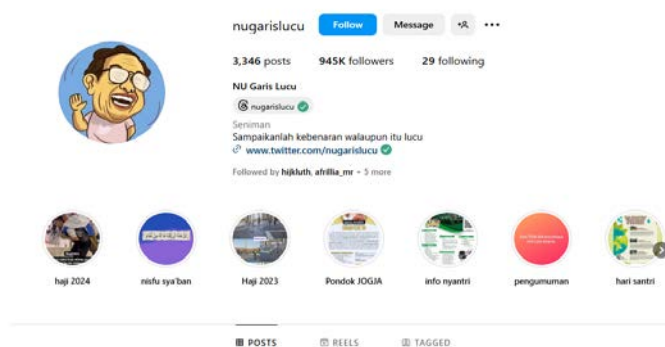 nugarislucu Follow Message
3,346 posts 945K followers 29 following
NU Garis Lucu
nugarislucu
Seniman
Sampaikanlah kebenaran walaupun itu lucu
www.twitter.com/nugarislucu
Followed by hijkluth, afrillia_mr • 5 more
haji 2024 nisfu sya'ban Haji 2023 Pondok JOGJA info nyantri pengumuman hari santri
POSTS REELS TAGGED